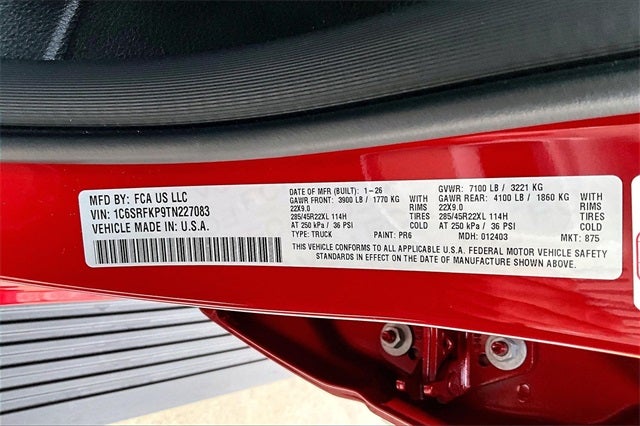 MFD BY: FCA US LLC
VIN: 1C6SRFKP9TN227083
VEHICLE MADE IN U.S.A.
DATE OF MFR (BUILT): 1-26
GAWR FRONT: 3900 LB / 1770 KG WITH
22X9.0 RIMS
285/45R22XL 114H AT
AT 250 kPa / 36 PSI COLD
TYPE: TRUCK PAINT: PR6
GVWR: 7100 LB / 3221 KG
GAWR REAR: 4100 LB / 1860 KG WITH
22X9.0 RIMS
285/45R22XL 114H AT
AT 250 kPa / 36 PSI COLD
MDH: 012403 MKT: 875
THIS VEHICLE CONFORMS TO ALL APPLICABLE U.S.A. FEDERAL MOTOR VEHICLE SAFETY
STANDARDS IN EFFECT ON THE DATE OF MANUFACTURE SHOWN ABOVE.